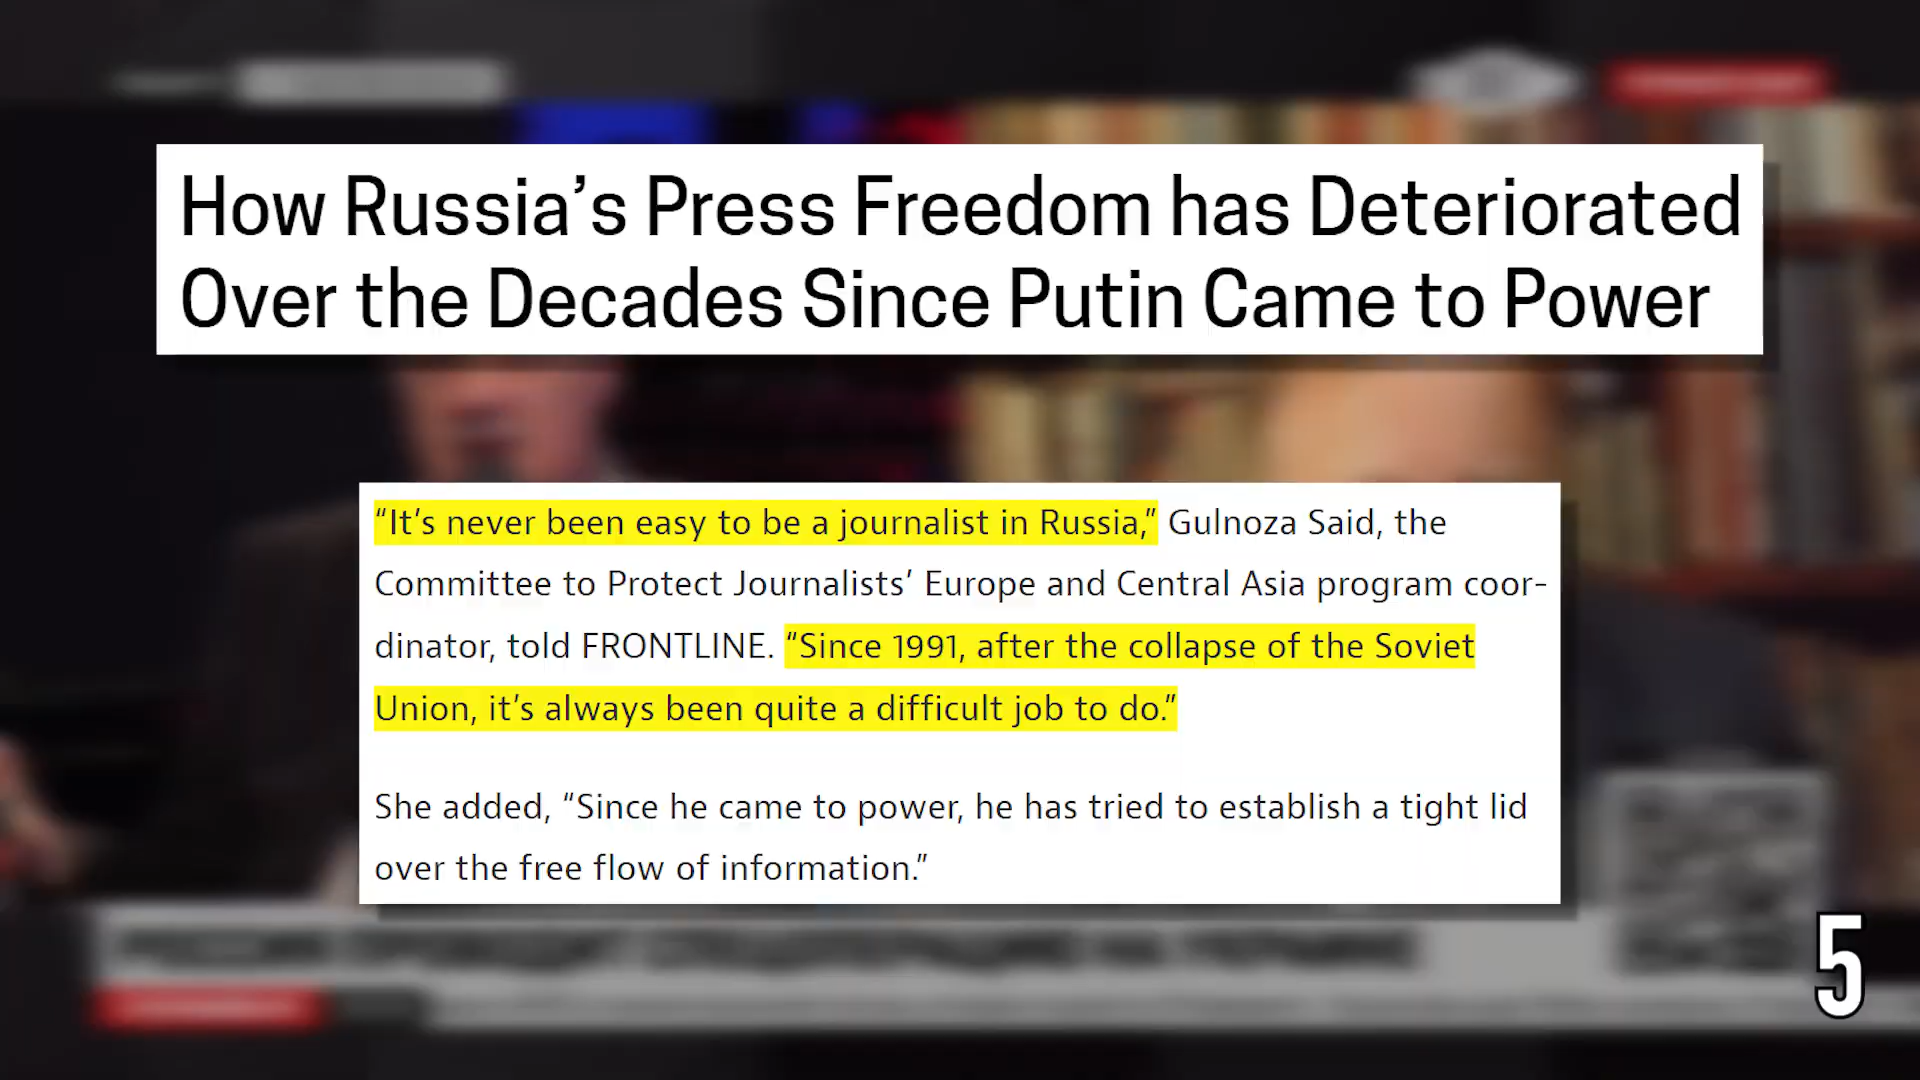 How Russia’s Press Freedom has Deteriorated
Over the Decades Since Putin Came to Power
“It’s never been easy to be a journalist in Russia,” Gulnoza Said, the
Committee to Protect Journalists’ Europe and Central Asia program coor-
dinator, told FRONTLINE. “Since 1991, after the collapse of the Soviet
Union, it’s always been quite a difficult job to do.”
She added, “Since he came to power, he has tried to establish a tight lid
over the free flow of information.”
5